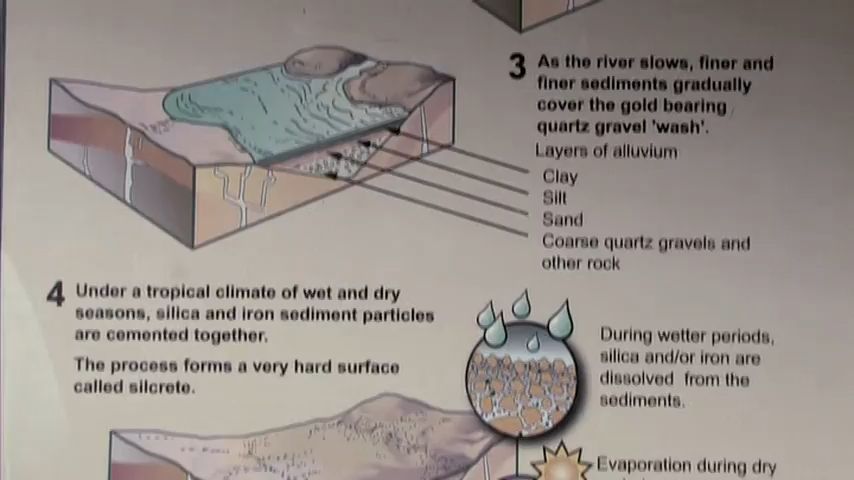 3 As the river slows, finer and
finer sediments gradually
cover the gold bearing
quartz gravel 'wash'.
Layers of alluvium
Clay
Silt
Sand
Coarse quartz gravels and
other rock
4 Under a tropical climate of wet and dry
seasons, silica and iron sediment particles
are cemented together.
The process forms a very hard surface
called silcrete.
During wetter periods,
silica and/or iron are
dissolved from the
sediments.
Evaporation during dry